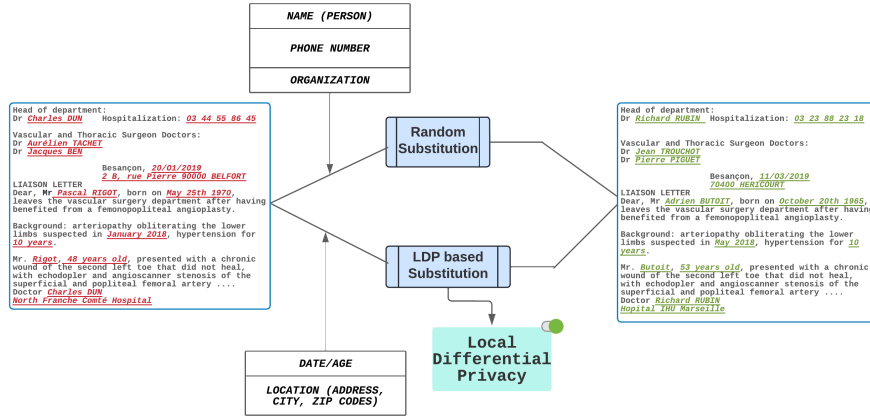 NAME (PERSON)
PHONE NUMBER
ORGANIZATION
Head of department:
Dr Charles DUN Hospitalization: 03 44 55 86 45
Vascular and Thoracic Surgeon Doctors:
Dr Aurélien TACHET
Dr Jacques BEN
Besançon, 20/01/2019
2 B, rue Pierre 90000 BELFORT
LIAISON LETTER
Dear, Mr Pascal RIGOT, born on May 25th 1970,
leaves the vascular surgery department after having
benefited from a femonopopliteal angioplasty.
Background: arteriopathy obliterating the lower
limbs suspected in January 2018, hypertension for
10 years.
Mr. Rigot, 48 years old, presented with a chronic
wound of the second left toe that did not heal,
with echodopler and angioscanner stenosis of the
superficial and popliteal femoral artery ....
Doctor Charles DUN
North Franche Comté Hospital
Random
Substitution
LDP based
Substitution
Local
Differential
Privacy
DATE/AGE
LOCATION (ADDRESS,
CITY, ZIP CODES)
Head of department:
Dr Richard RUBIN Hospitalization: 03 23 88 23 18
Vascular and Thoracic Surgeon Doctors:
Dr Jean TROUCHOT
Dr Pierre PIGUET
Besançon, 11/03/2019
70400 HERICOURT
LIAISON LETTER
Dear, Mr Adrien BUTOIT, born on October 20th 1965,
leaves the vascular surgery department after having
benefited from a femonopopliteal angioplasty.
Background: arteriopathy obliterating the lower
limbs suspected in May 2018, hypertension for 10
years.
Mr. Butoit, 53 years old, presented with a chronic
wound of the second left toe that did not heal,
with echodopler and angioscanner stenosis of the
superficial and popliteal femoral artery ....
Doctor Richard RUBIN
Hopital IHU Marseille